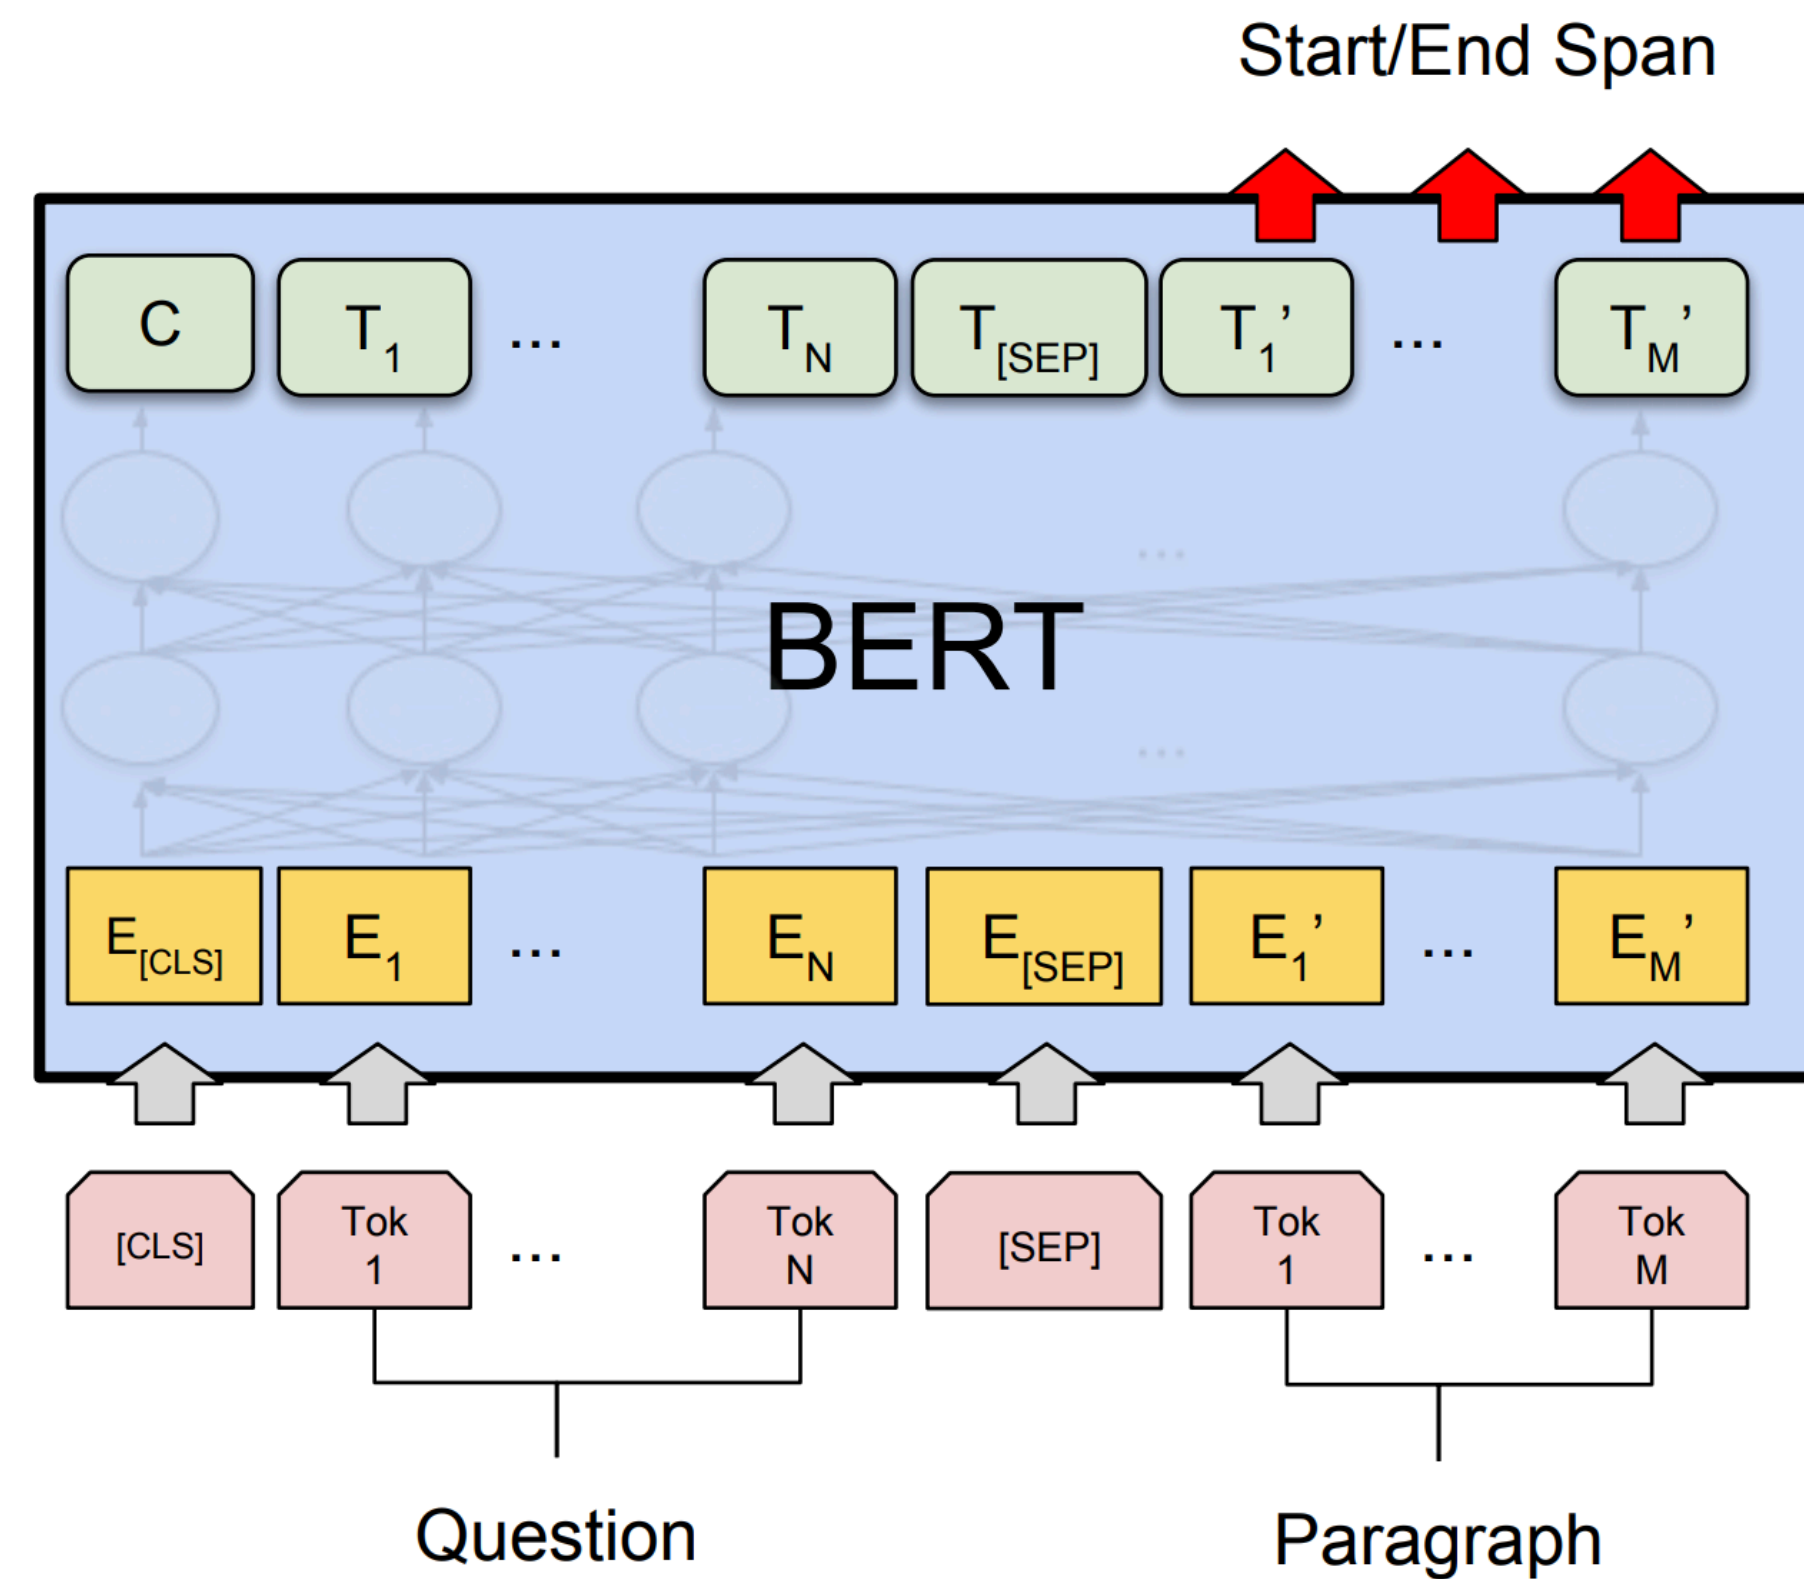 Start/End Span
C T1 ... TN T[SEP] T1’ ... TM’
...
BERT
...
E[CLS] E1 ... EN E[SEP] E1’ ... EM’
[CLS] Tok 1 ... Tok N [SEP] Tok 1 ... Tok M
Question Paragraph